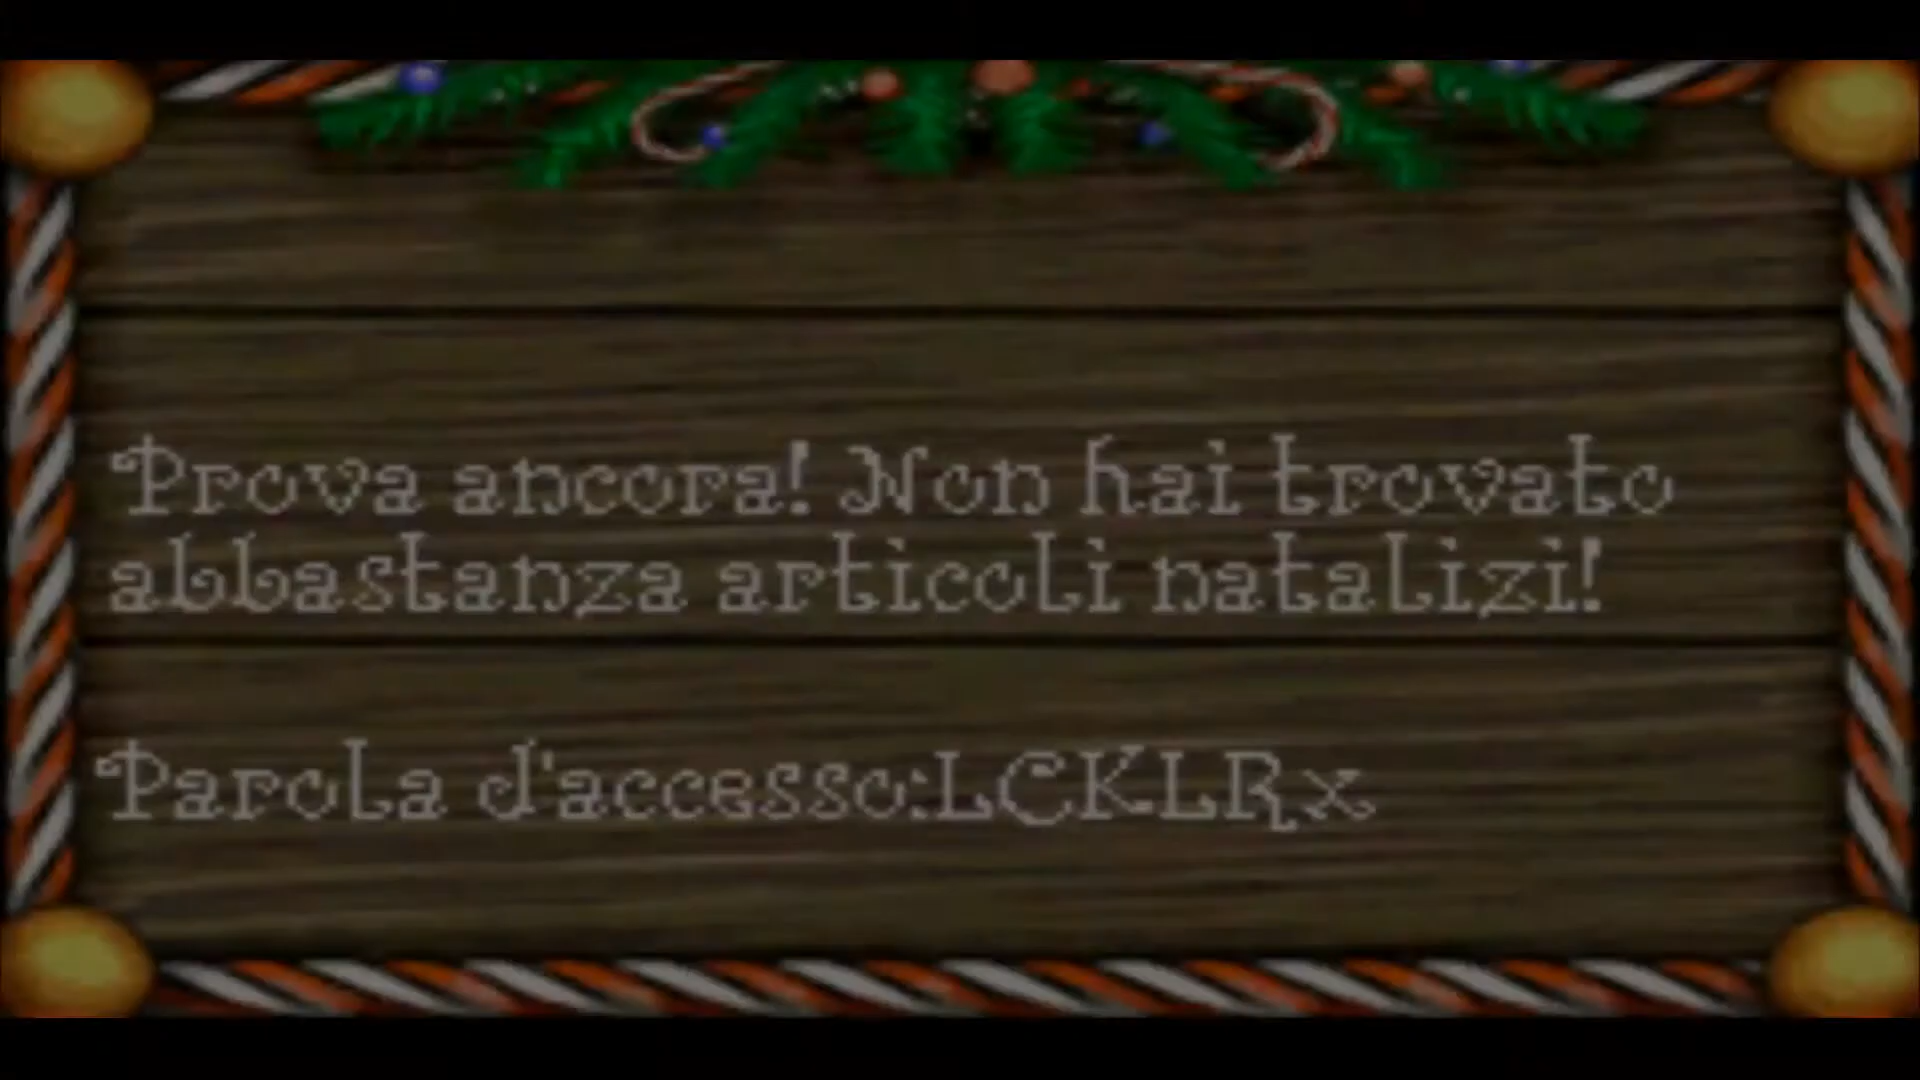 Prova ancora! Non hai trovato
abbastanza articoli natalizi!
Parola d'accesso:LCKLRx